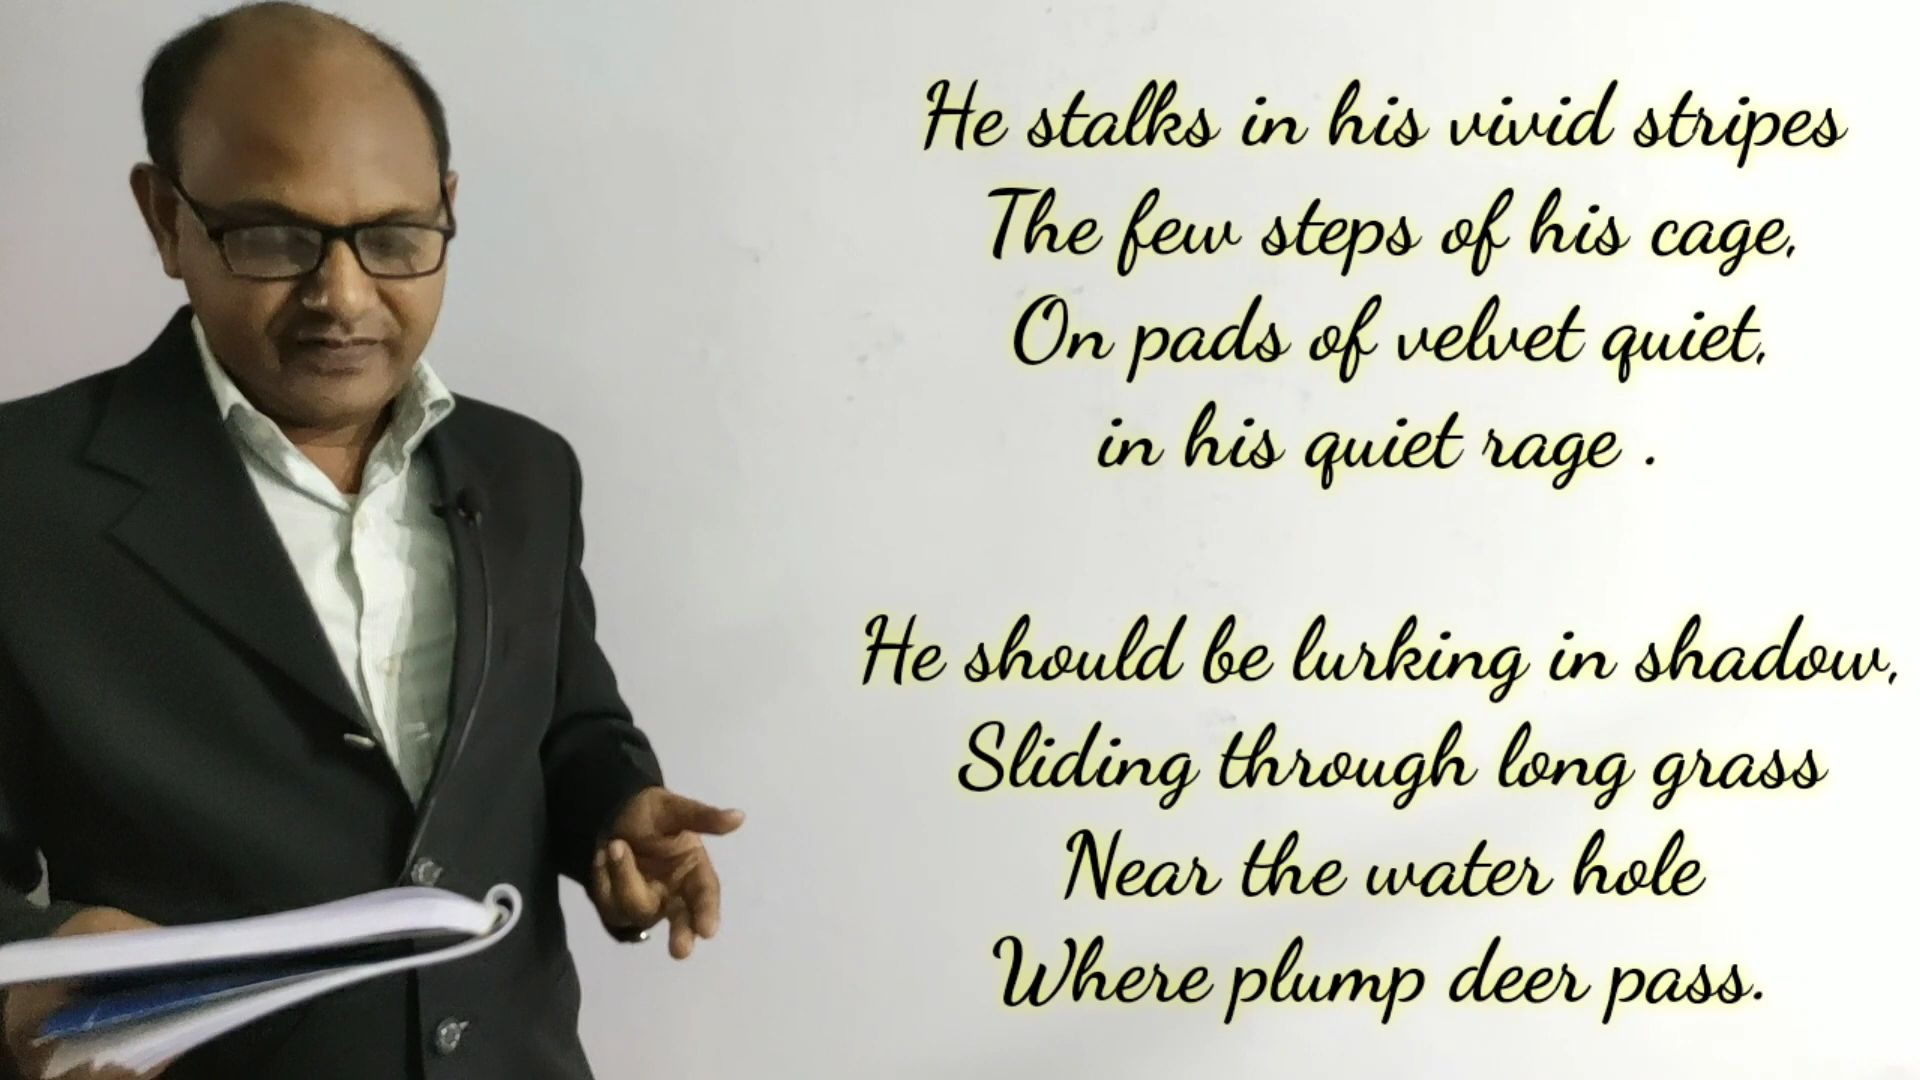 He stalks in his vivid stripes
The few steps of his cage,
On pads of velvet quiet,
in his quiet rage .
He should be lurking in shadow,
Sliding through long grass
Near the water hole
Where plump deer pass.